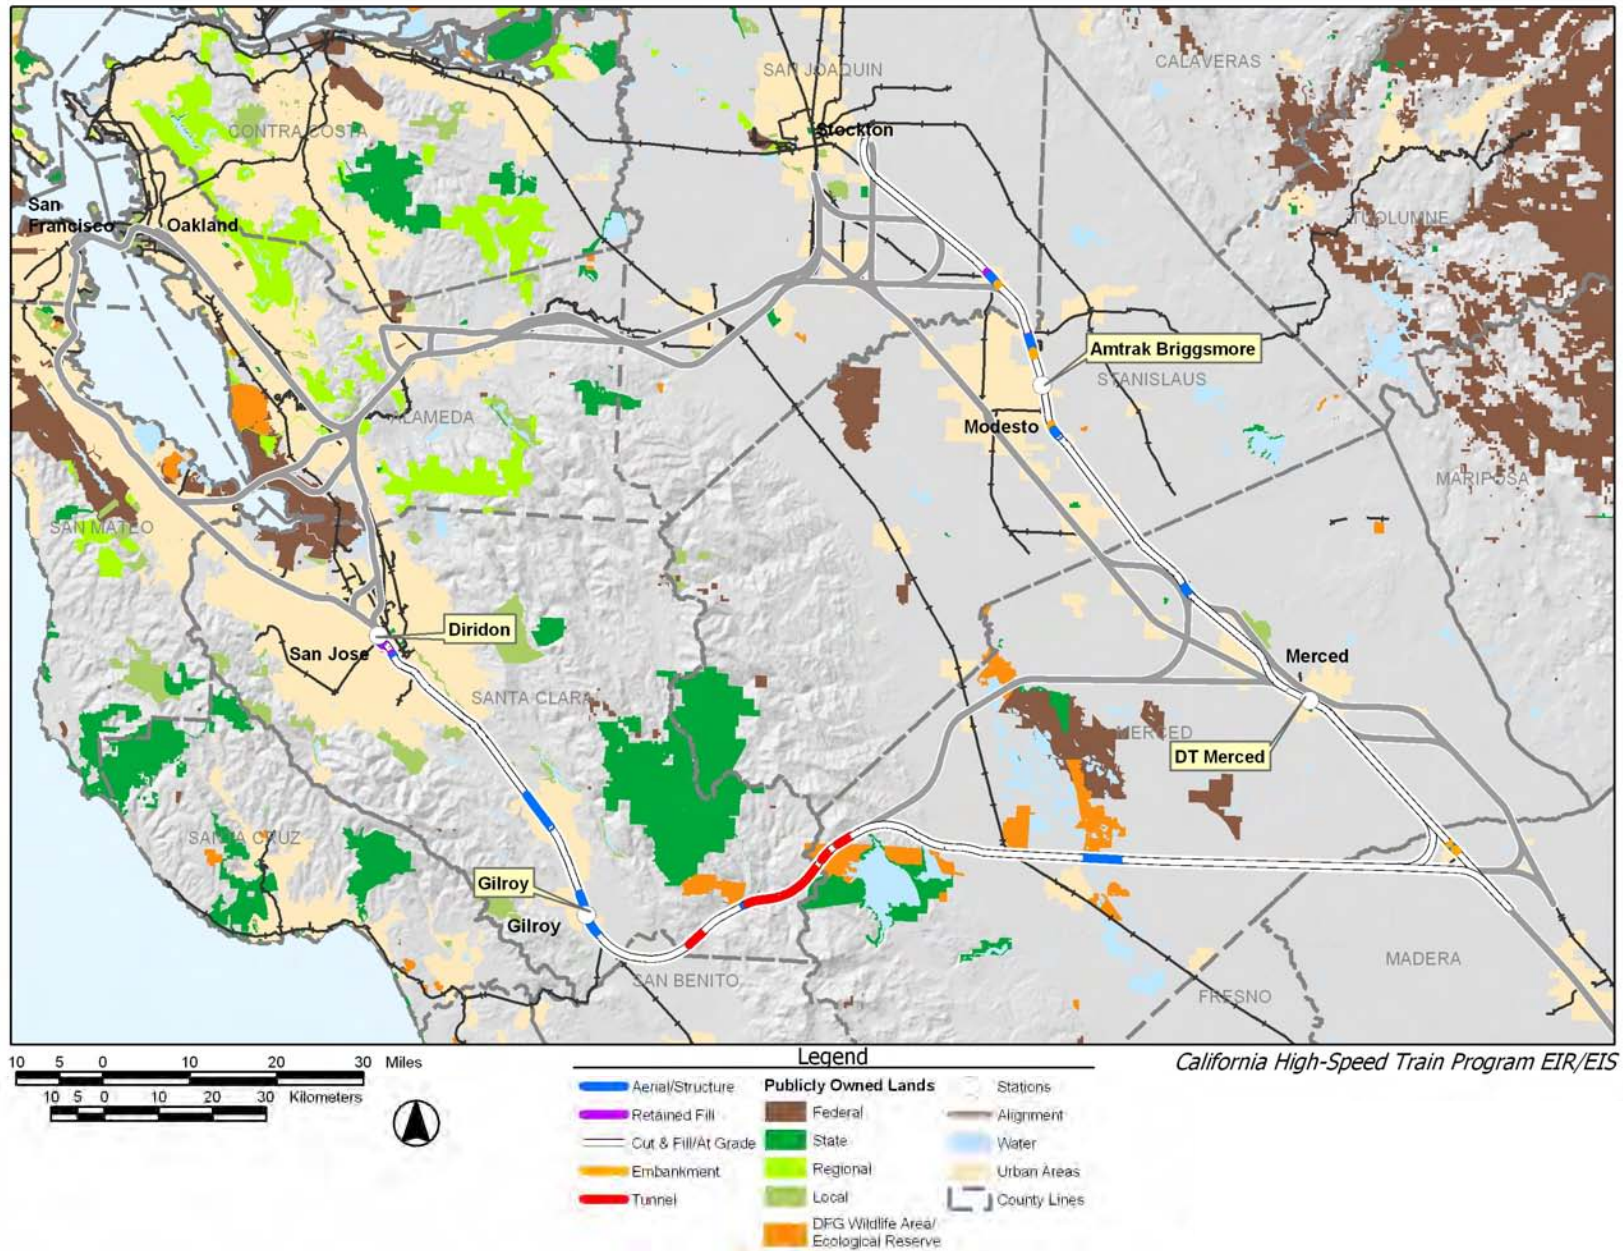 CALAVERAS
SAN JOAQUIN
CONTRA COSTA
Stockton
San
Francisco
Oakland
TUOLUMNE
Amtrak Briggsmore
STANISLAUS
ALAMEDA
Modesto
MARIPOSA
SAN MATEO
Diridon
San Jose
Merced
SANTA CLARA
MERCED
DT Merced
SANTA CRUZ
Gilroy
Gilroy
MADERA
SAN BENITO
FRESNO
10 5 0 10 20 30 Miles
10 5 0 10 20 30 Kilometers
Legend
California High-Speed Train Program EIR/EIS
Aerial/Structure
Retained Fill
Cut & Fill/At Grade
Embankment
Tunnel
Publicly Owned Lands
Federal
State
Regional
Local
DFG Wildlife Area/
Ecological Reserve
Stations
Alignment
Water
Urban Areas
County Lines